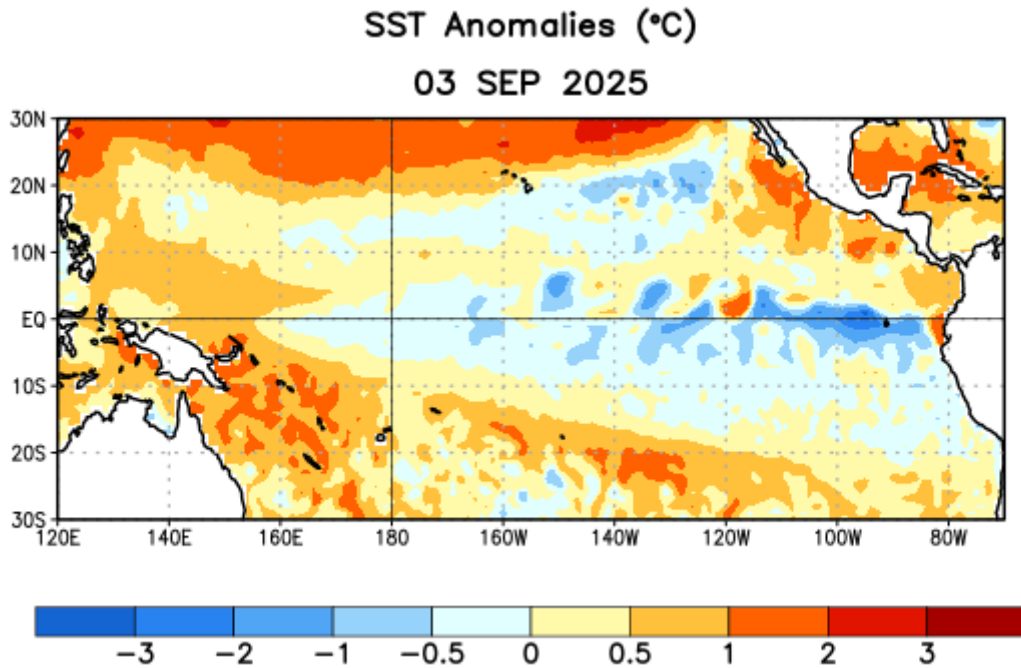 SST Anomalies (°C)
03 SEP 2025
30N
20N
10N
EQ
10S
20S
30S
120E 140E 160E 180 160W 140W 120W 100W 80W
-3 -2 -1 -0.5 0 0.5 1 2 3